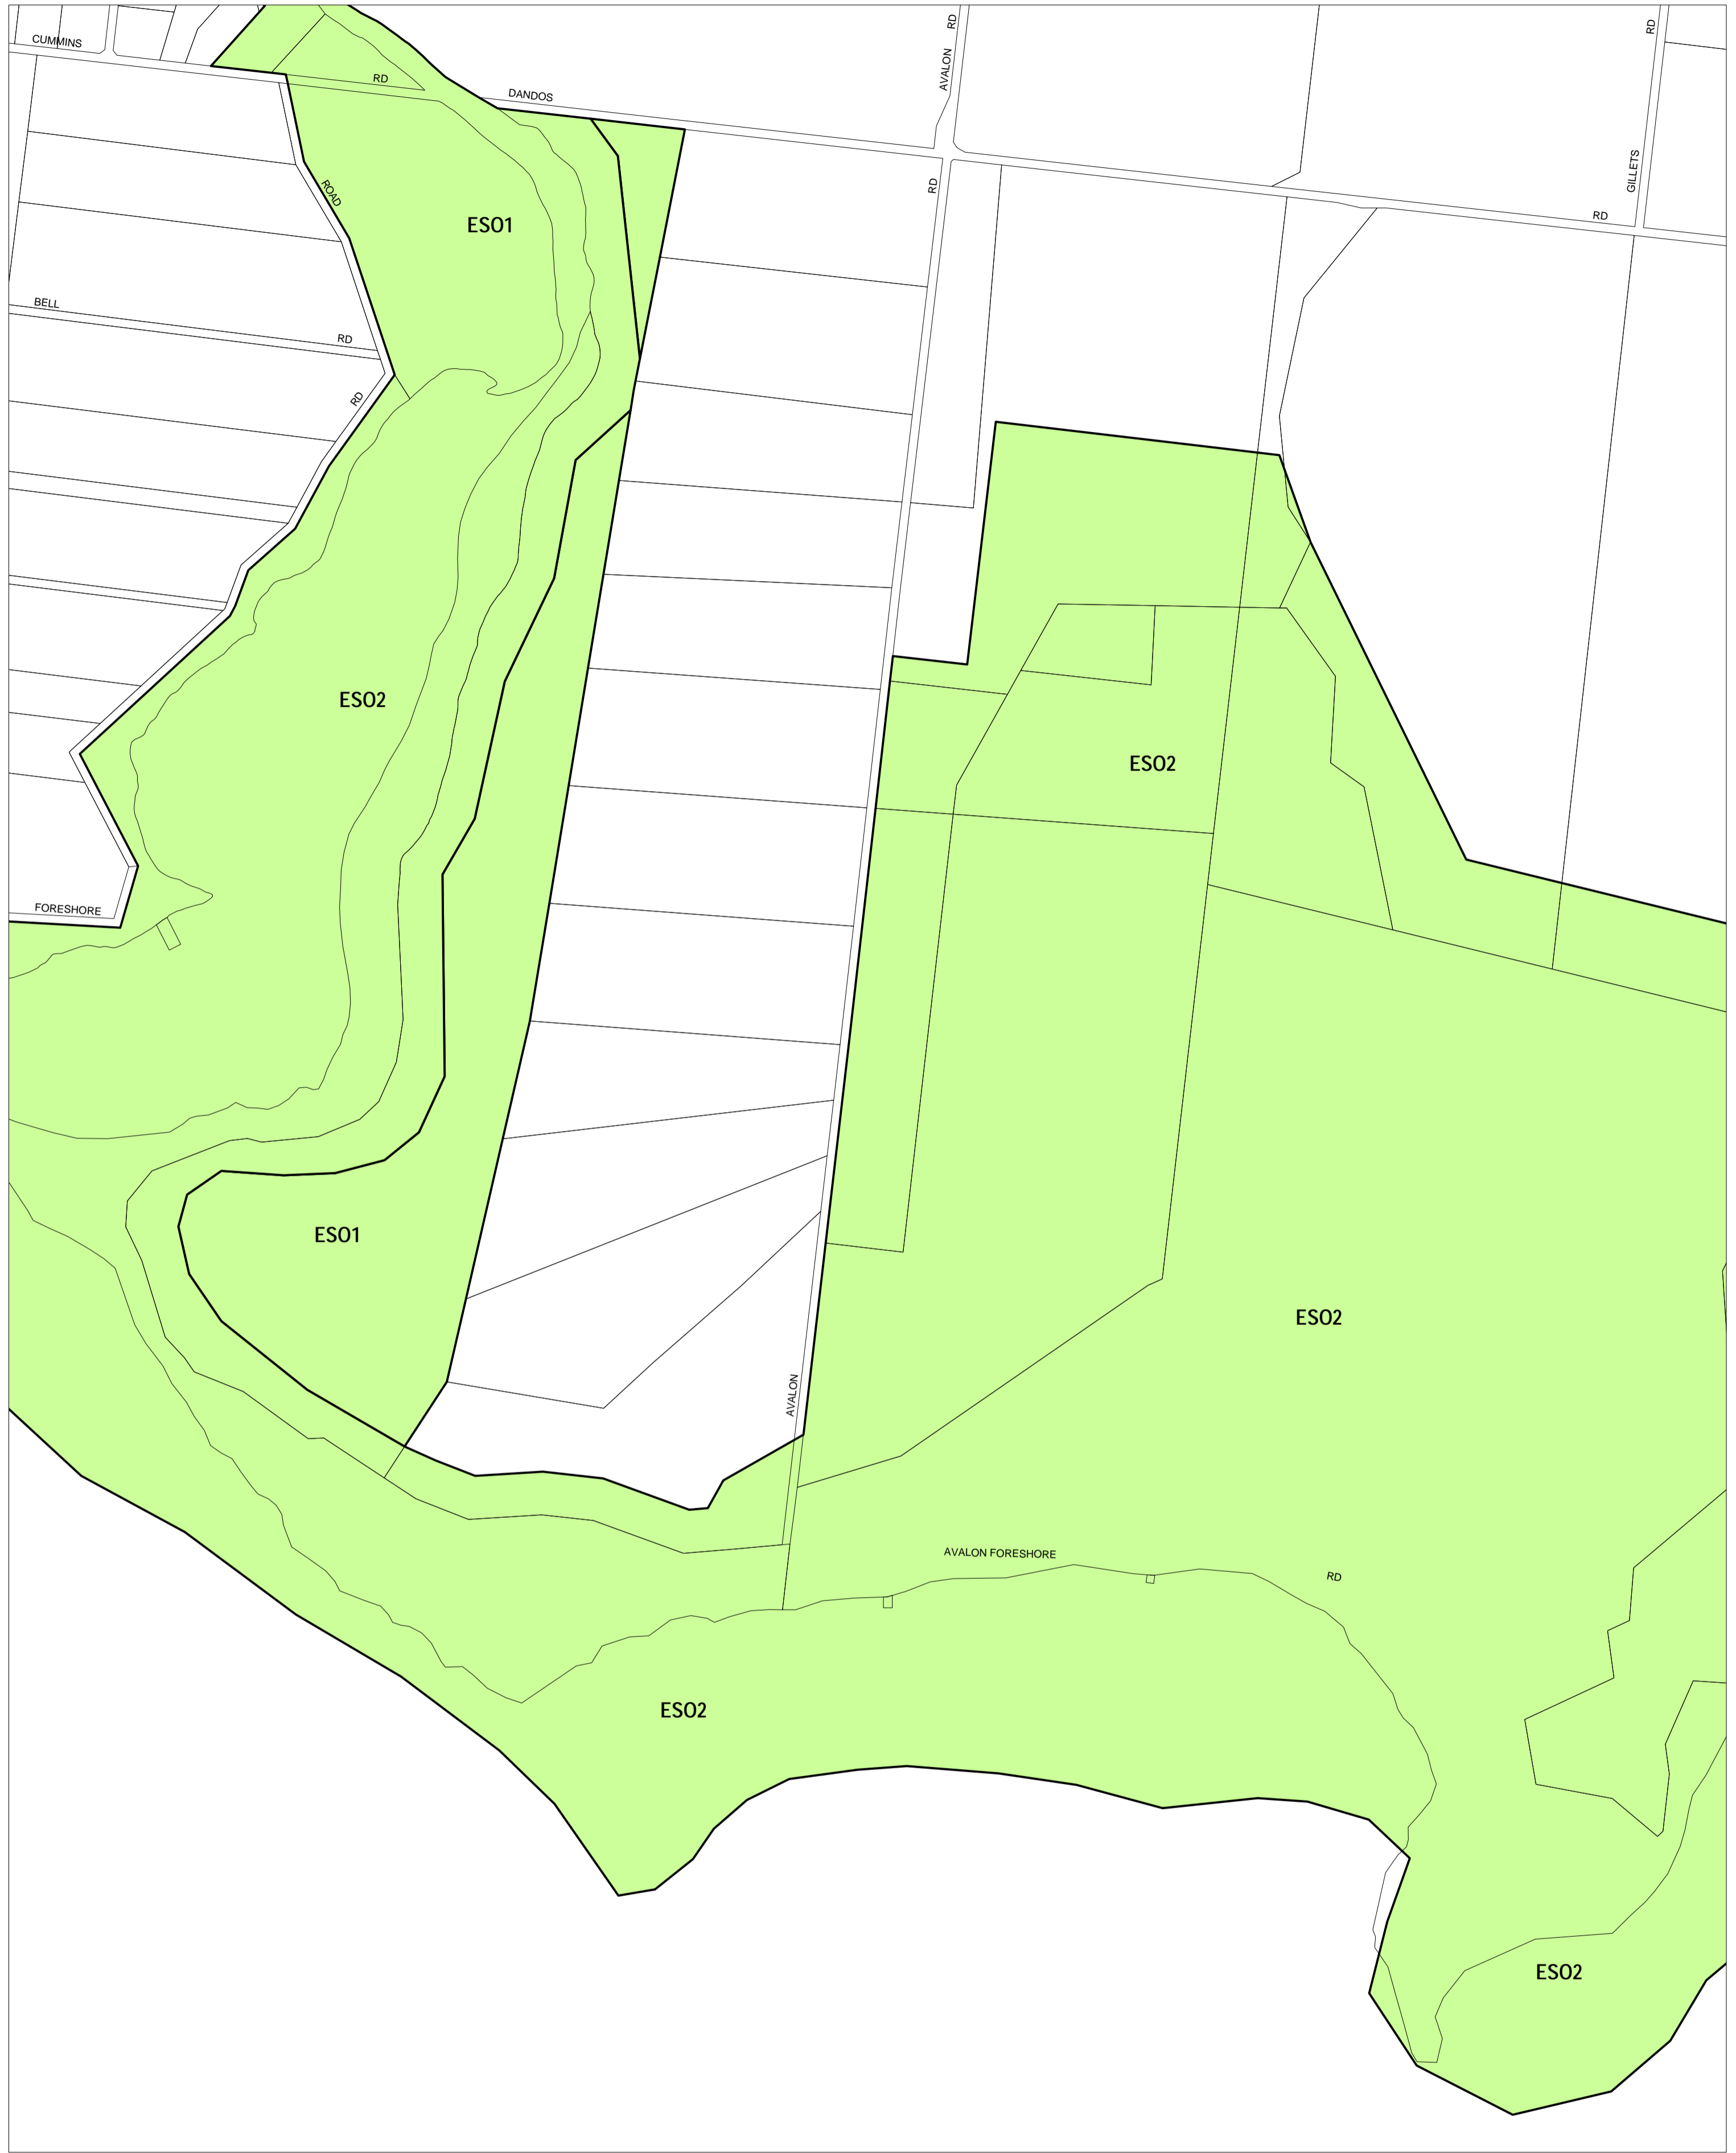 RD
RD
CUMMINS
AVALON
RD
DANDOS
GILLETS
RD
ROAD
RD
ESO1
BELL
RD
RD
ESO2
ESO2
FORESHORE
ESO1
ESO2
AVALON
AVALON FORESHORE
RD
ESO2
ESO2